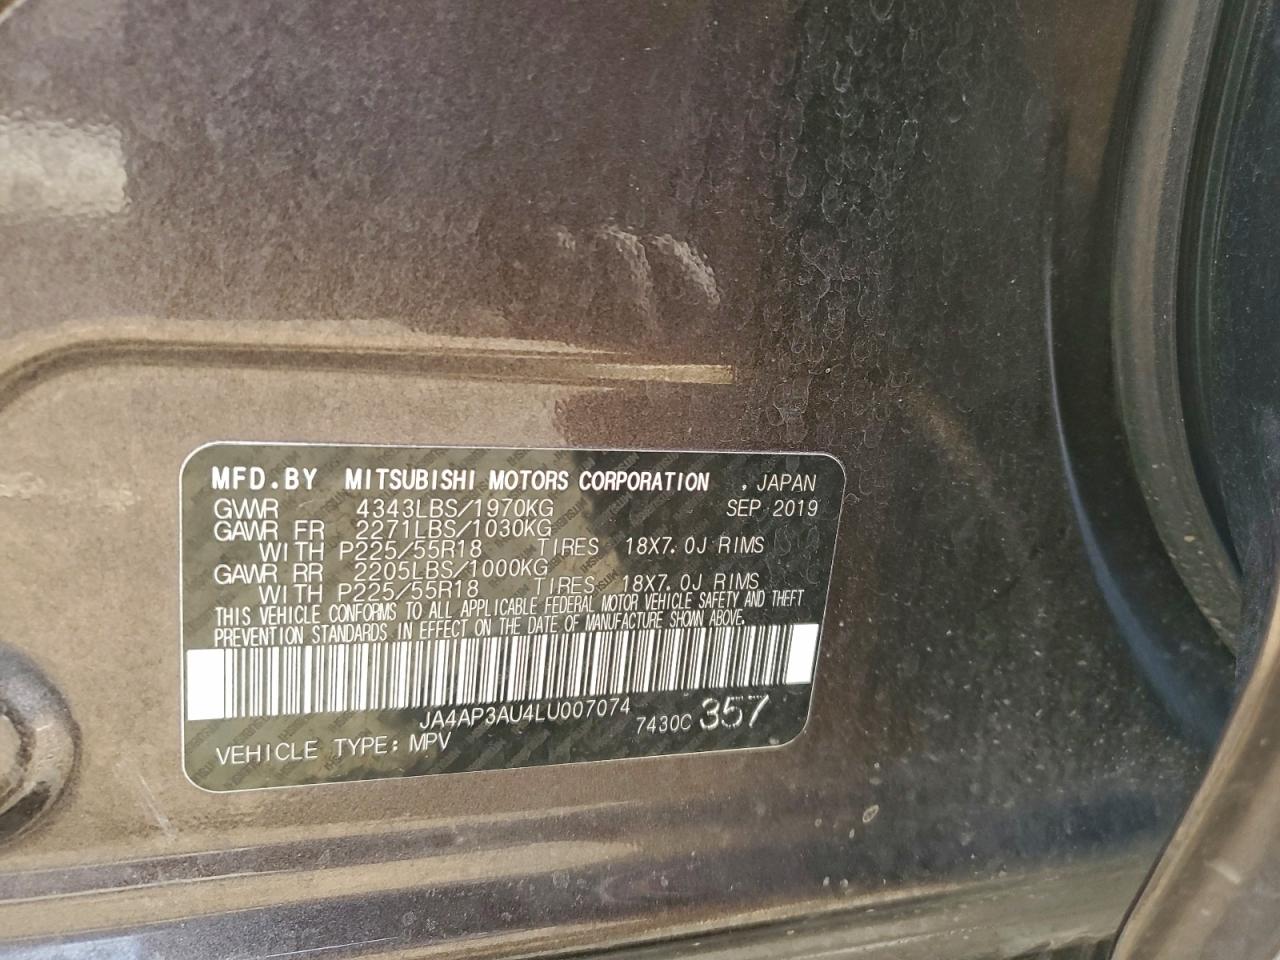 MFD.BY MITSUBISHI MOTORS CORPORATION , JAPAN
GVWR 4343LBS/1970KG SEP 2019
GAWR FR 2271LBS/1030KG
WITH P225/55R18 TIRES 18X7.0J RIMS
GAWR RR 2205LBS/1000KG
WITH P225/55R18 TIRES 18X7.0J RIMS
THIS VEHICLE CONFORMS TO ALL APPLICABLE FEDERAL MOTOR VEHICLE SAFETY AND THEFT
PREVENTION STANDARDS IN EFFECT ON THE DATE OF MANUFACTURE SHOWN ABOVE.
JA4AP3AU4LU007074 7430C 357
VEHICLE TYPE: MPV